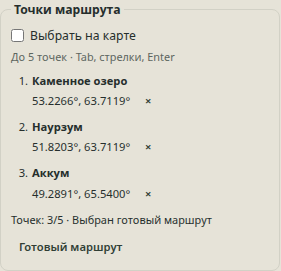 Точки маршрута
Выбрать на карте
До 5 точек · Tab, стрелки, Enter
1. Каменное озеро
53.2266°, 63.7119° ×
2. Наурзум
51.8203°, 63.7119° ×
3. Аккум
49.2891°, 65.5400° ×
Точек: 3/5 · Выбран готовый маршрут
Готовый маршрут